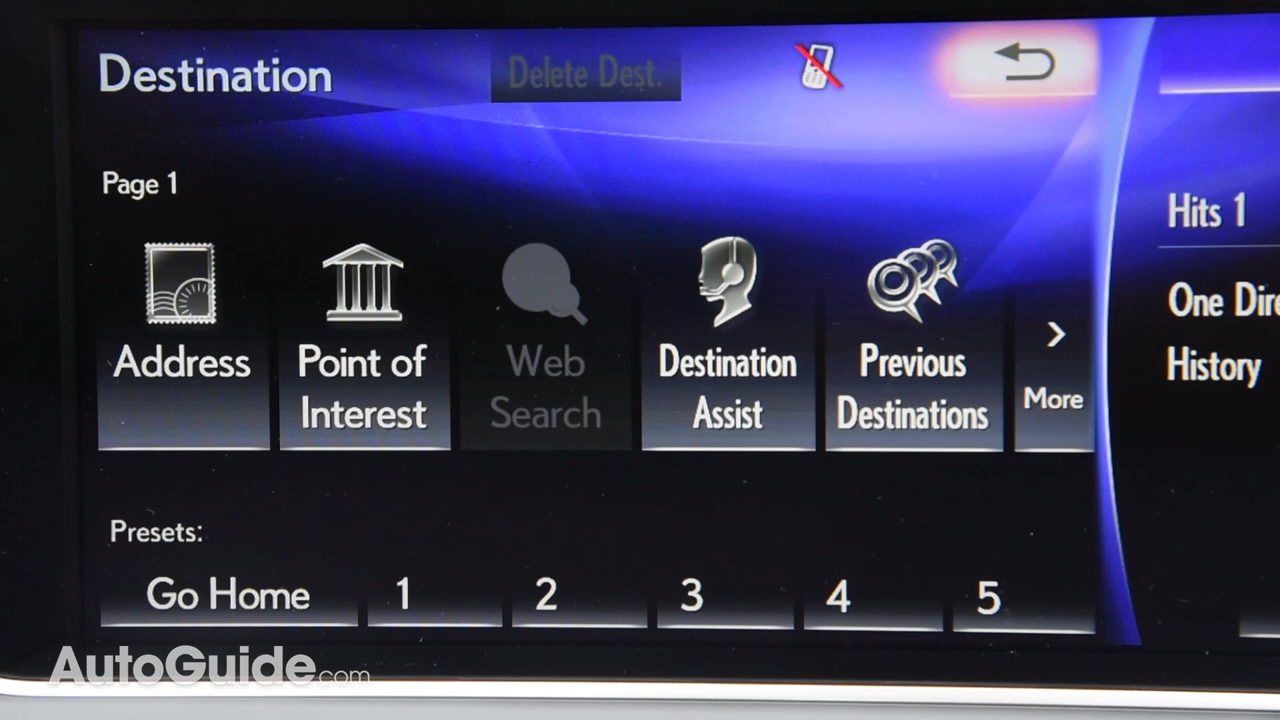 Destination
Delete Dest.
Page 1
Address
Point of
Interest
Web
Search
Destination
Assist
Previous
Destinations
More
Hits 1
One Dire
History
Presets:
Go Home 1 2 3 4 5
AutoGuide.com